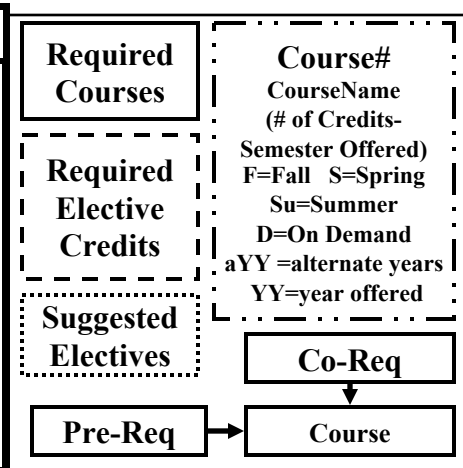 Required
Courses
Required
Elective
Credits
Suggested
Electives
Course#
CourseName
(# of Credits-
Semester Offered)
F=Fall S=Spring
Su=Summer
D=On Demand
aYY =alternate years
YY=year offered
Co-Req
Pre-Req
Course